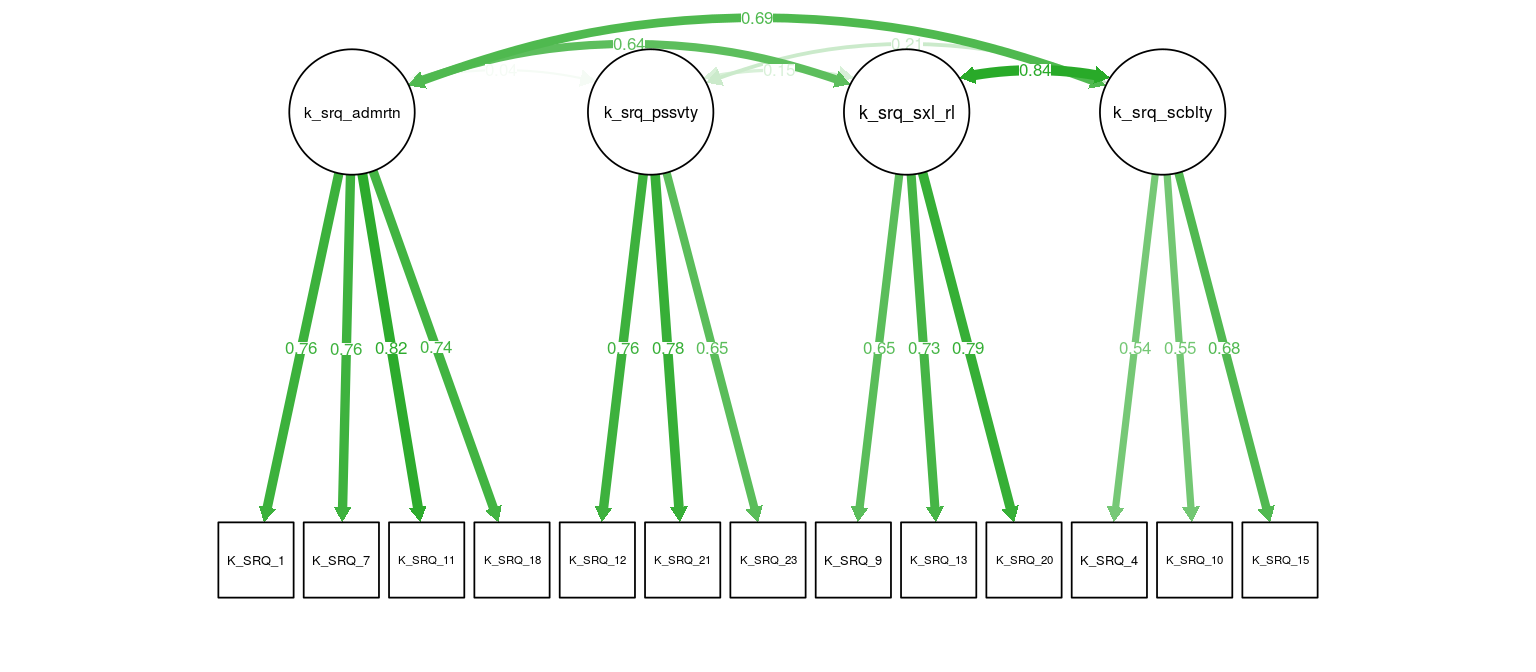 0.69
0.64
0.21
0.15
0.84
k_srq_admrtn
k_srq_pssvty
k_srq_sxl_rl
k_srq_scblty
0.76
0.76
0.82
0.74
0.76
0.78
0.65
0.65
0.73
0.79
0.54
0.55
0.68
K_SRQ_1
K_SRQ_7
K_SRQ_11
K_SRQ_18
K_SRQ_12
K_SRQ_21
K_SRQ_23
K_SRQ_9
K_SRQ_13
K_SRQ_20
K_SRQ_4
K_SRQ_10
K_SRQ_15